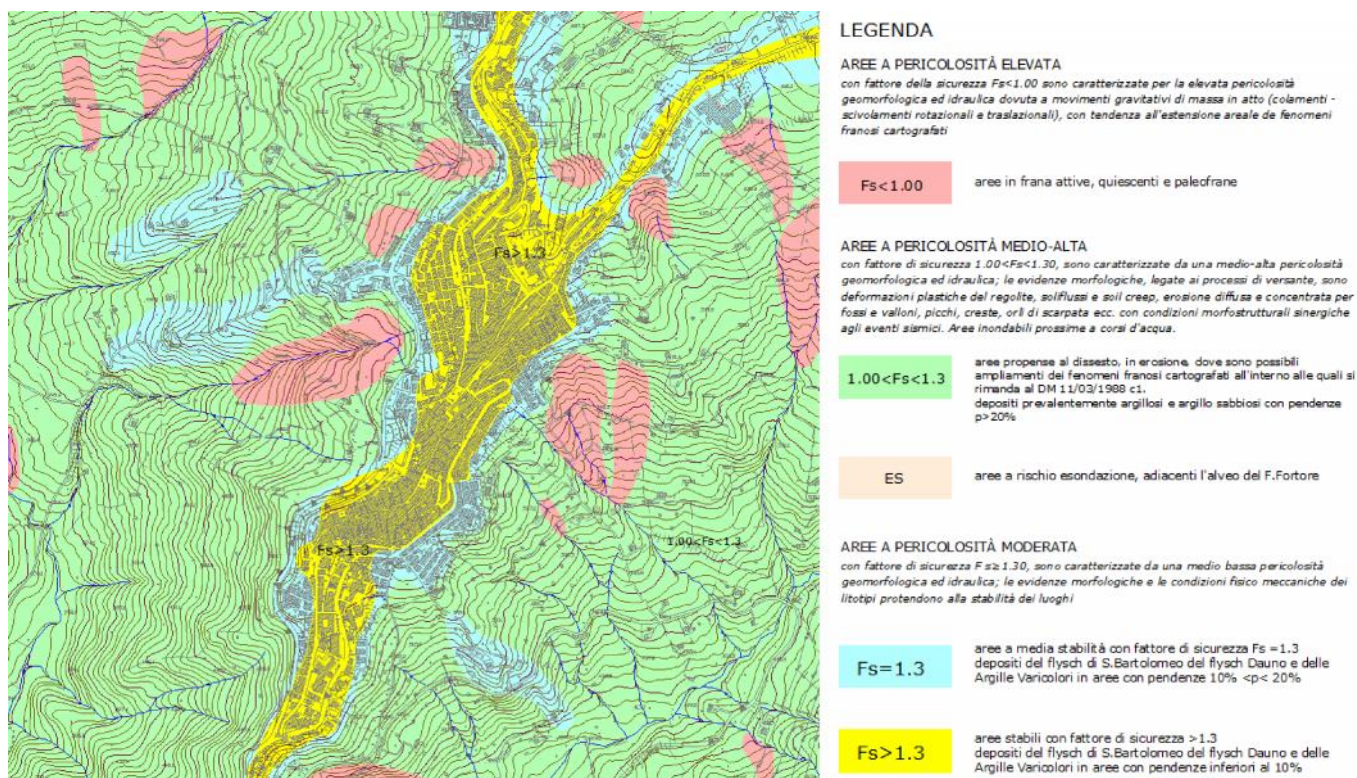 Fs>1.3
Fs>1.3
1.00<Fs<1.3
LEGENDA
AREE A PERICOLOSITÀ ELEVATA
con fattore della sicurezza Fs<1.00 sono caratterizzate per la elevata pericolosità
geomorfologica ed idraulica dovuta a movimenti gravitativi di massa in atto (colamenti -
scivolamenti rotazionali e traslazionali), con tendenza all'estensione areale de fenomeni
franosi cartografati
Fs<1.00
aree in frana attive, quiescenti e paleofrane
AREE A PERICOLOSITÀ MEDIO-ALTA
con fattore di sicurezza 1.00<Fs<1.30, sono caratterizzate da una medio-alta pericolosità
geomorfologica ed idraulica; le evidenze morfologiche, legate ai processi di versante, sono
deformazioni plastiche del regolite, soliflussi e soil creep, erosione diffusa e concentrata per
fossi e valloni, picchi, creste, orli di scarpata ecc. con condizioni morfostrutturali sinergiche
agli eventi sismici. Aree inondabili prossime a corsi d'acqua.
1.00<Fs<1.3
aree propense al dissesto, in erosione, dove sono possibili
ampliamenti dei fenomeni franosi cartografati all'interno alle quali si
rimanda al DM 11/03/1988 c1.
depositi prevalentemente argillosi e argillo sabbiosi con pendenze
p>20%
ES
aree a rischio esondazione, adiacenti l'alveo del F.Fortore
AREE A PERICOLOSITÀ MODERATA
con fattore di sicurezza F s≥1.30, sono caratterizzate da una medio bassa pericolosità
geomorfologica ed idraulica; le evidenze morfologiche e le condizioni fisico meccaniche dei
litotipi protendono alla stabilità dei luoghi
Fs=1.3
aree a media stabilità con fattore di sicurezza Fs =1.3
depositi del flysch di S.Bartolomeo del flysch Dauno e delle
Argille Varicolori in aree con pendenze 10% <p< 20%
Fs>1.3
aree stabili con fattore di sicurezza >1.3
depositi del flysch di S.Bartolomeo del flysch Dauno e delle
Argille Varicolori in aree con pendenze inferiori al 10%